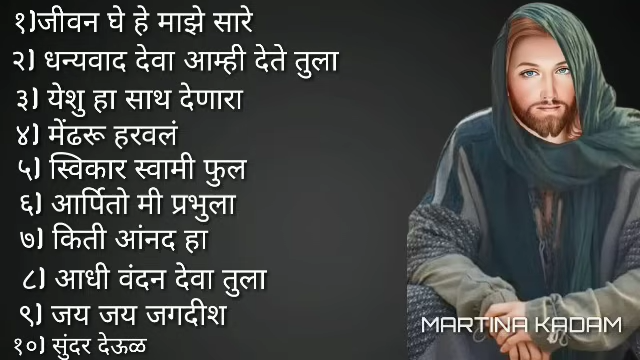 १)जीवन घे हे माझे सारे
२) धन्यवाद देवा आम्ही देते तुला
३) येशु हा साथ देणारा
४) मेंढरू हरवलं
५) स्विकार स्वामी फुल
६) आर्पितो मी प्रभुला
७) किती आंनद हा
८) आधी वंदन देवा तुला
९) जय जय जगदीश
१०) सुंदर देऊळ
MARTINA KADAM